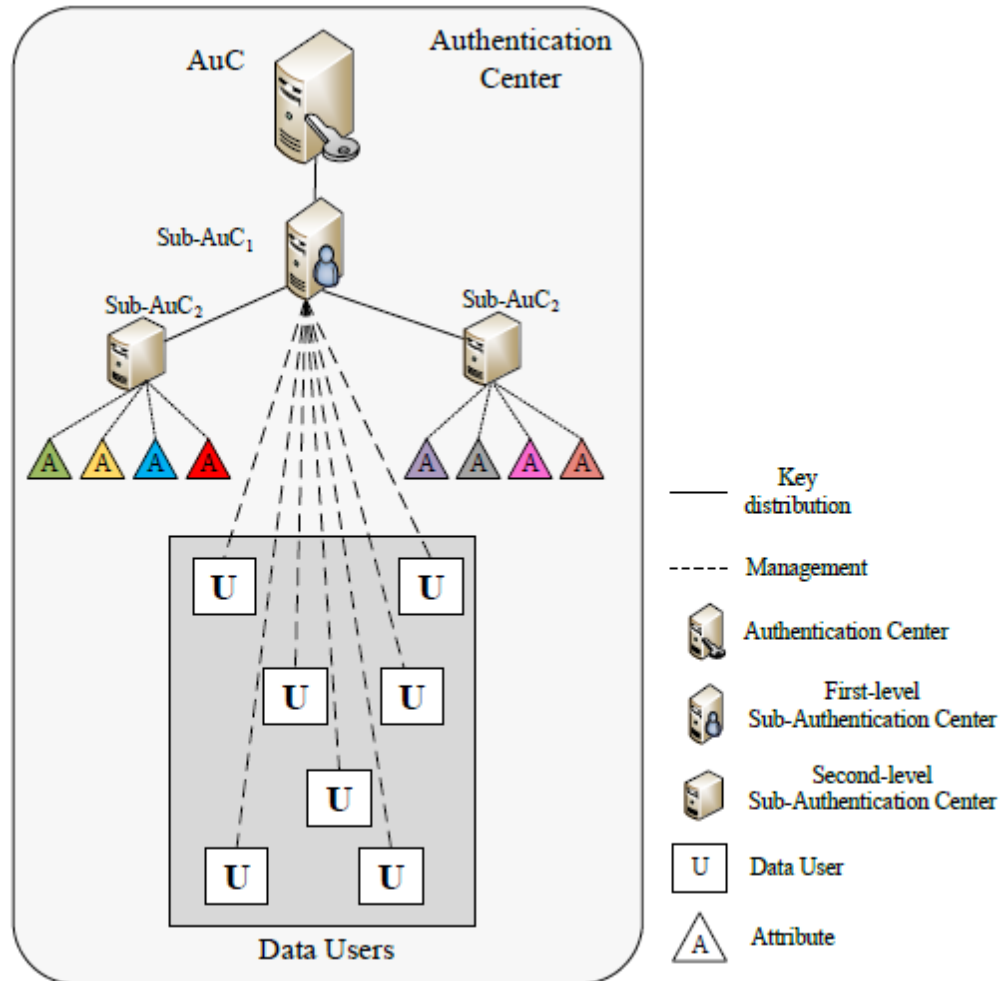 AuC
Authentication
Center
Sub-AuC₁
Sub-AuC₂
Sub-AuC₂
A A A A
A A A A
U
U
U
U
U
U
U
Data Users
Key
distribution
Management
Authentication Center
First-level
Sub-Authentication Center
Second-level
Sub-Authentication Center
U
Data User
A
Attribute